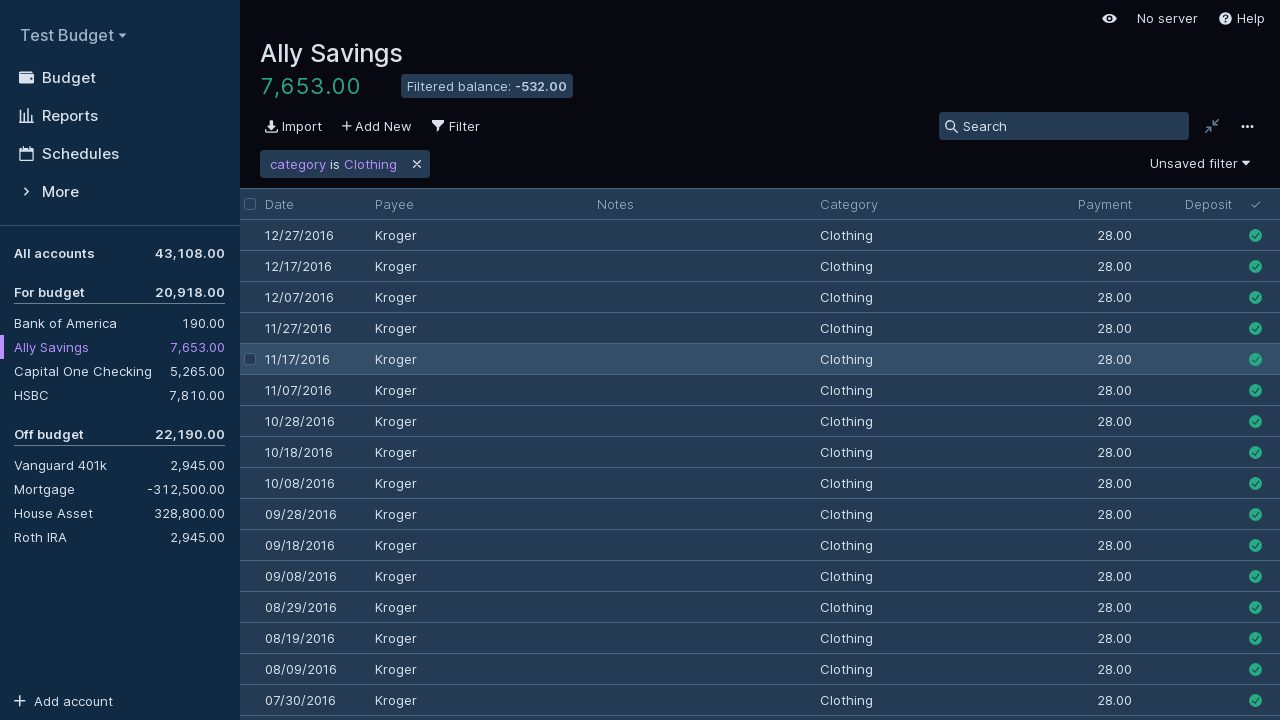 Test Budget
Budget
Reports
Schedules
More
All accounts 43,108.00
For budget 20,918.00
Bank of America 190.00
Ally Savings 7,653.00
Capital One Checking 5,265.00
HSBC 7,810.00
Off budget 22,190.00
Vanguard 401k 2,945.00
Mortgage -312,500.00
House Asset 328,800.00
Roth IRA 2,945.00
Add account
No server Help
Ally Savings
7,653.00 Filtered balance: -532.00
Import Add New Filter Search
category is Clothing Unsaved filter
Date Payee Notes Category Payment Deposit
12/27/2016 Kroger Clothing 28.00
12/17/2016 Kroger Clothing 28.00
12/07/2016 Kroger Clothing 28.00
11/27/2016 Kroger Clothing 28.00
11/17/2016 Kroger Clothing 28.00
11/07/2016 Kroger Clothing 28.00
10/28/2016 Kroger Clothing 28.00
10/18/2016 Kroger Clothing 28.00
10/08/2016 Kroger Clothing 28.00
09/28/2016 Kroger Clothing 28.00
09/18/2016 Kroger Clothing 28.00
09/08/2016 Kroger Clothing 28.00
08/29/2016 Kroger Clothing 28.00
08/19/2016 Kroger Clothing 28.00
08/09/2016 Kroger Clothing 28.00
07/30/2016 Kroger Clothing 28.00